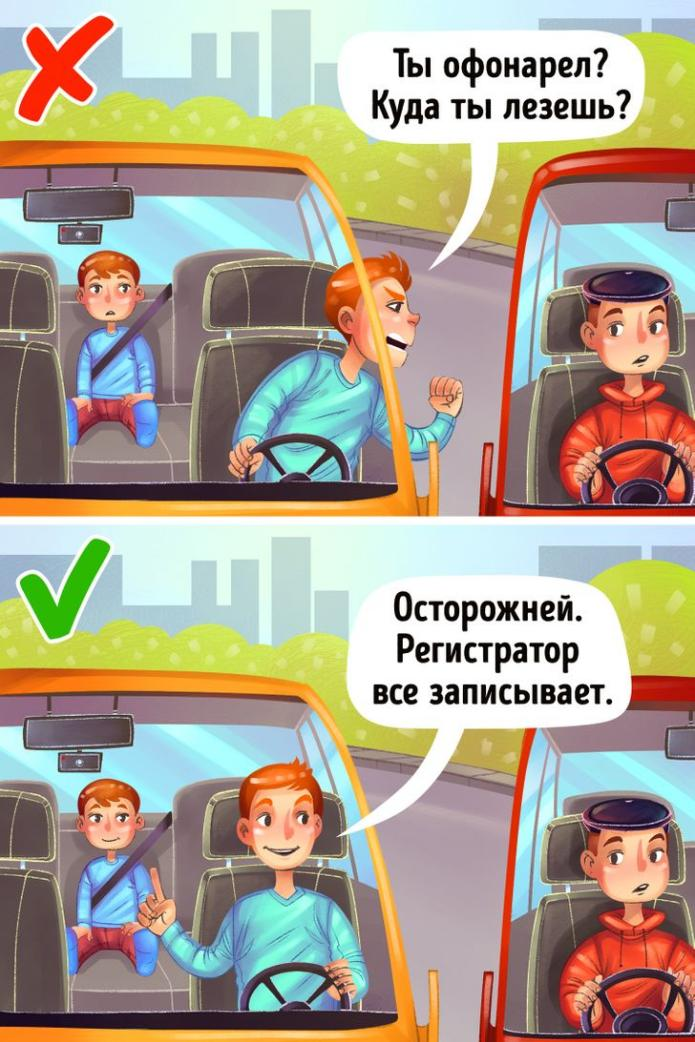 Ты офонарел?
Куда ты лезешь?
Осторожней.
Регистратор
все записывает.